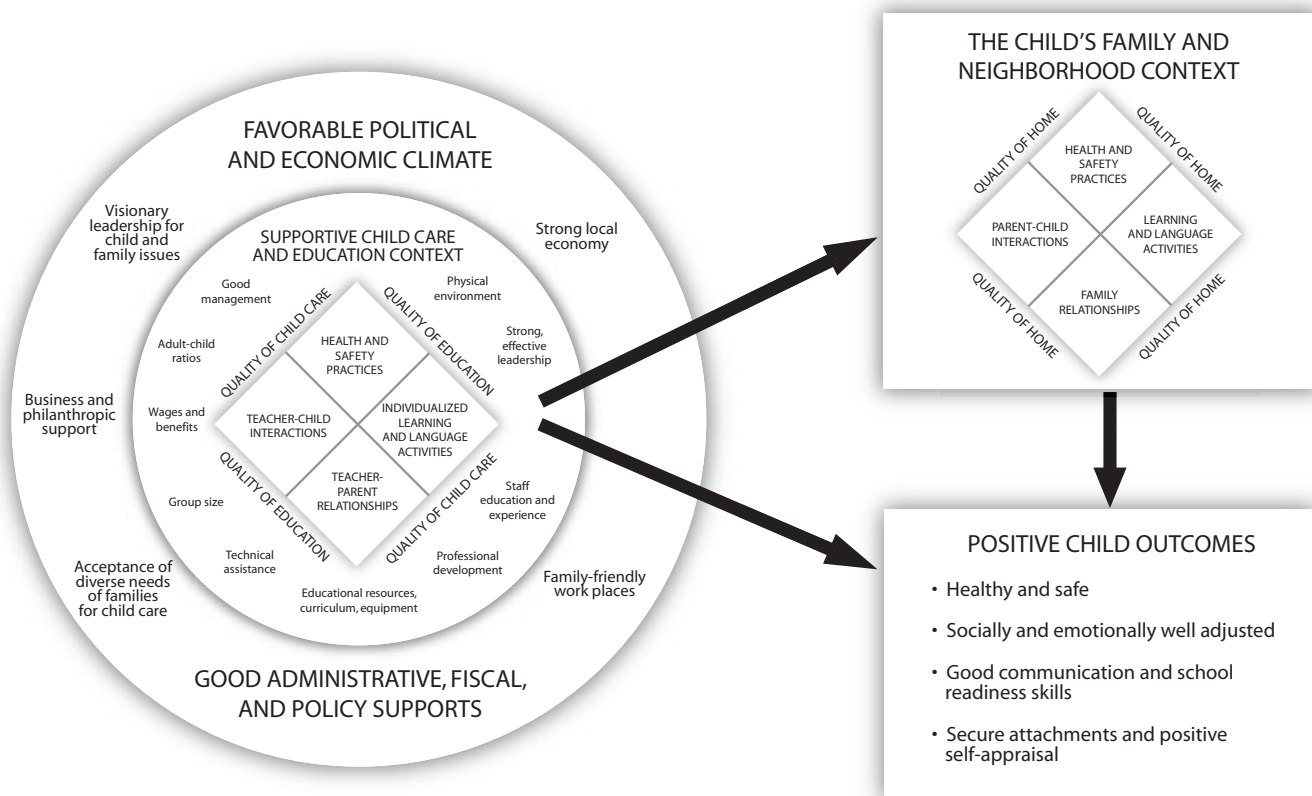 FAVORABLE POLITICAL
AND ECONOMIC CLIMATE
Visionary
leadership for
child and
family issues
Strong local
economy
Business and
philanthropic
support
Acceptance of
diverse needs
of families
for child care
Family-friendly
work places
GOOD ADMINISTRATIVE, FISCAL,
AND POLICY SUPPORTS
SUPPORTIVE CHILD CARE
AND EDUCATION CONTEXT
Good
management
Physical
environment
Adult-child
ratios
Strong,
effective
leadership
Wages and
benefits
Group size
Staff
education and
experience
Technical
assistance
Professional
development
Educational resources,
curriculum, equipment
QUALITY OF CHILD CARE
QUALITY OF EDUCATION
HEALTH AND
SAFETY
PRACTICES
TEACHER-CHILD
INTERACTIONS
INDIVIDUALIZED
LEARNING
AND LANGUAGE
ACTIVITIES
TEACHER-
PARENT
RELATIONSHIPS
QUALITY OF EDUCATION
QUALITY OF CHILD CARE
THE CHILD’S FAMILY AND
NEIGHBORHOOD CONTEXT
QUALITY OF HOME
QUALITY OF HOME
HEALTH AND
SAFETY
PRACTICES
PARENT-CHILD
INTERACTIONS
LEARNING
AND LANGUAGE
ACTIVITIES
FAMILY
RELATIONSHIPS
QUALITY OF HOME
QUALITY OF HOME
POSITIVE CHILD OUTCOMES
• Healthy and safe
• Socially and emotionally well adjusted
• Good communication and school
readiness skills
• Secure attachments and positive
self-appraisal